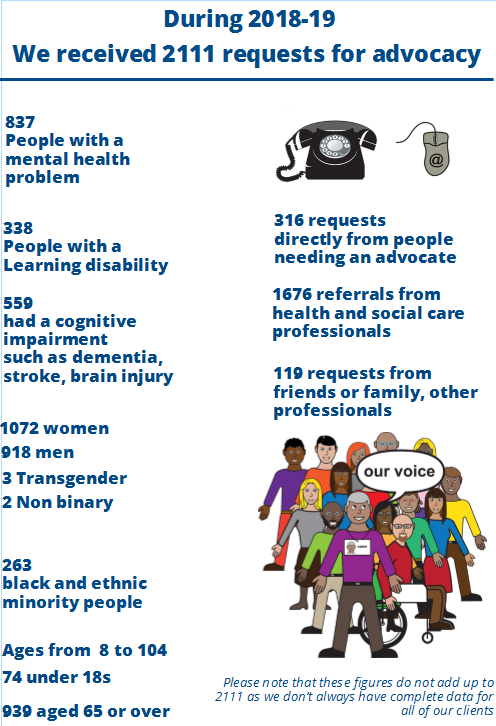 During 2018-19
We received 2111 requests for advocacy
837
People with a
mental health
problem
338
People with a
Learning disability
559
had a cognitive
impairment
such as dementia,
stroke, brain injury
1072 women
918 men
3 Transgender
2 Non binary
263
black and ethnic
minority people
Ages from 8 to 104
74 under 18s
939 aged 65 or over
@
316 requests
directly from people
needing an advocate
1676 referrals from
health and social care
professionals
119 requests from
friends or family, other
professionals
our voice
Please note that these figures do not add up to
2111 as we don't always have complete data for
all of our clients